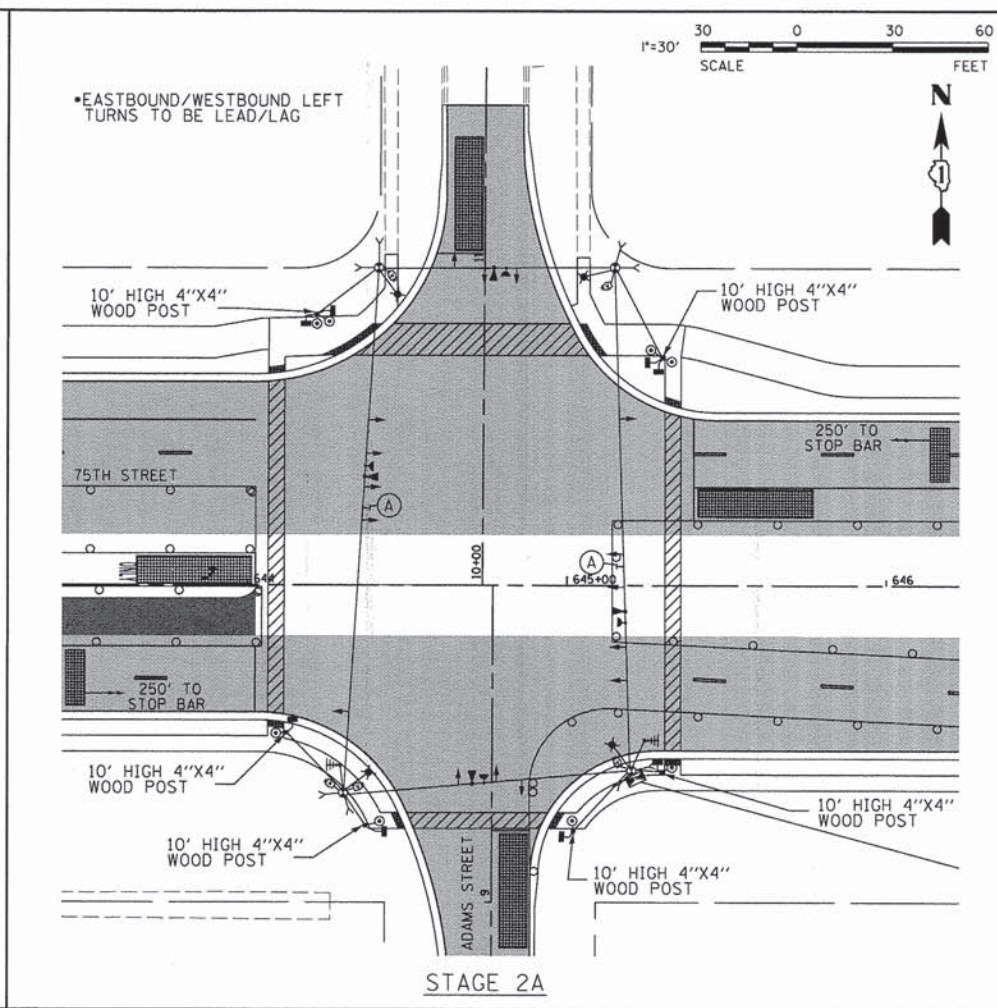 30 0 30 60
1"=30'
SCALE FEET
•EASTBOUND/WESTBOUND LEFT
TURNS TO BE LEAD/LAG
N
1
11
10' HIGH 4"X4"
WOOD POST
10' HIGH 4"X4"
WOOD POST
250' TO
STOP BAR
75TH STREET
A
A
10+00
644
645+00
646
250' TO
STOP BAR
10' HIGH 4"X4"
WOOD POST
10' HIGH 4"X4"
WOOD POST
10' HIGH 4"X4"
WOOD POST
10' HIGH 4"X4"
WOOD POST
ADAMS STREET
9
STAGE 2A